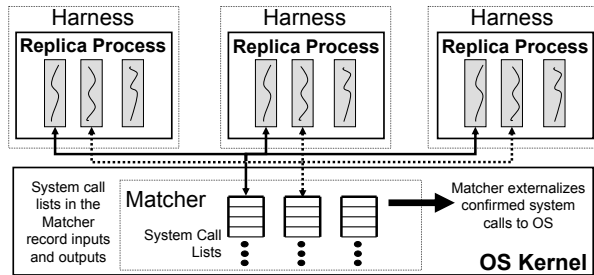 Harness
Harness
Harness
Replica Process
Replica Process
Replica Process
System call
lists in the
Matcher
record inputs
and outputs
Matcher
System Call
Lists
Matcher externalizes
confirmed system
calls to OS
OS Kernel